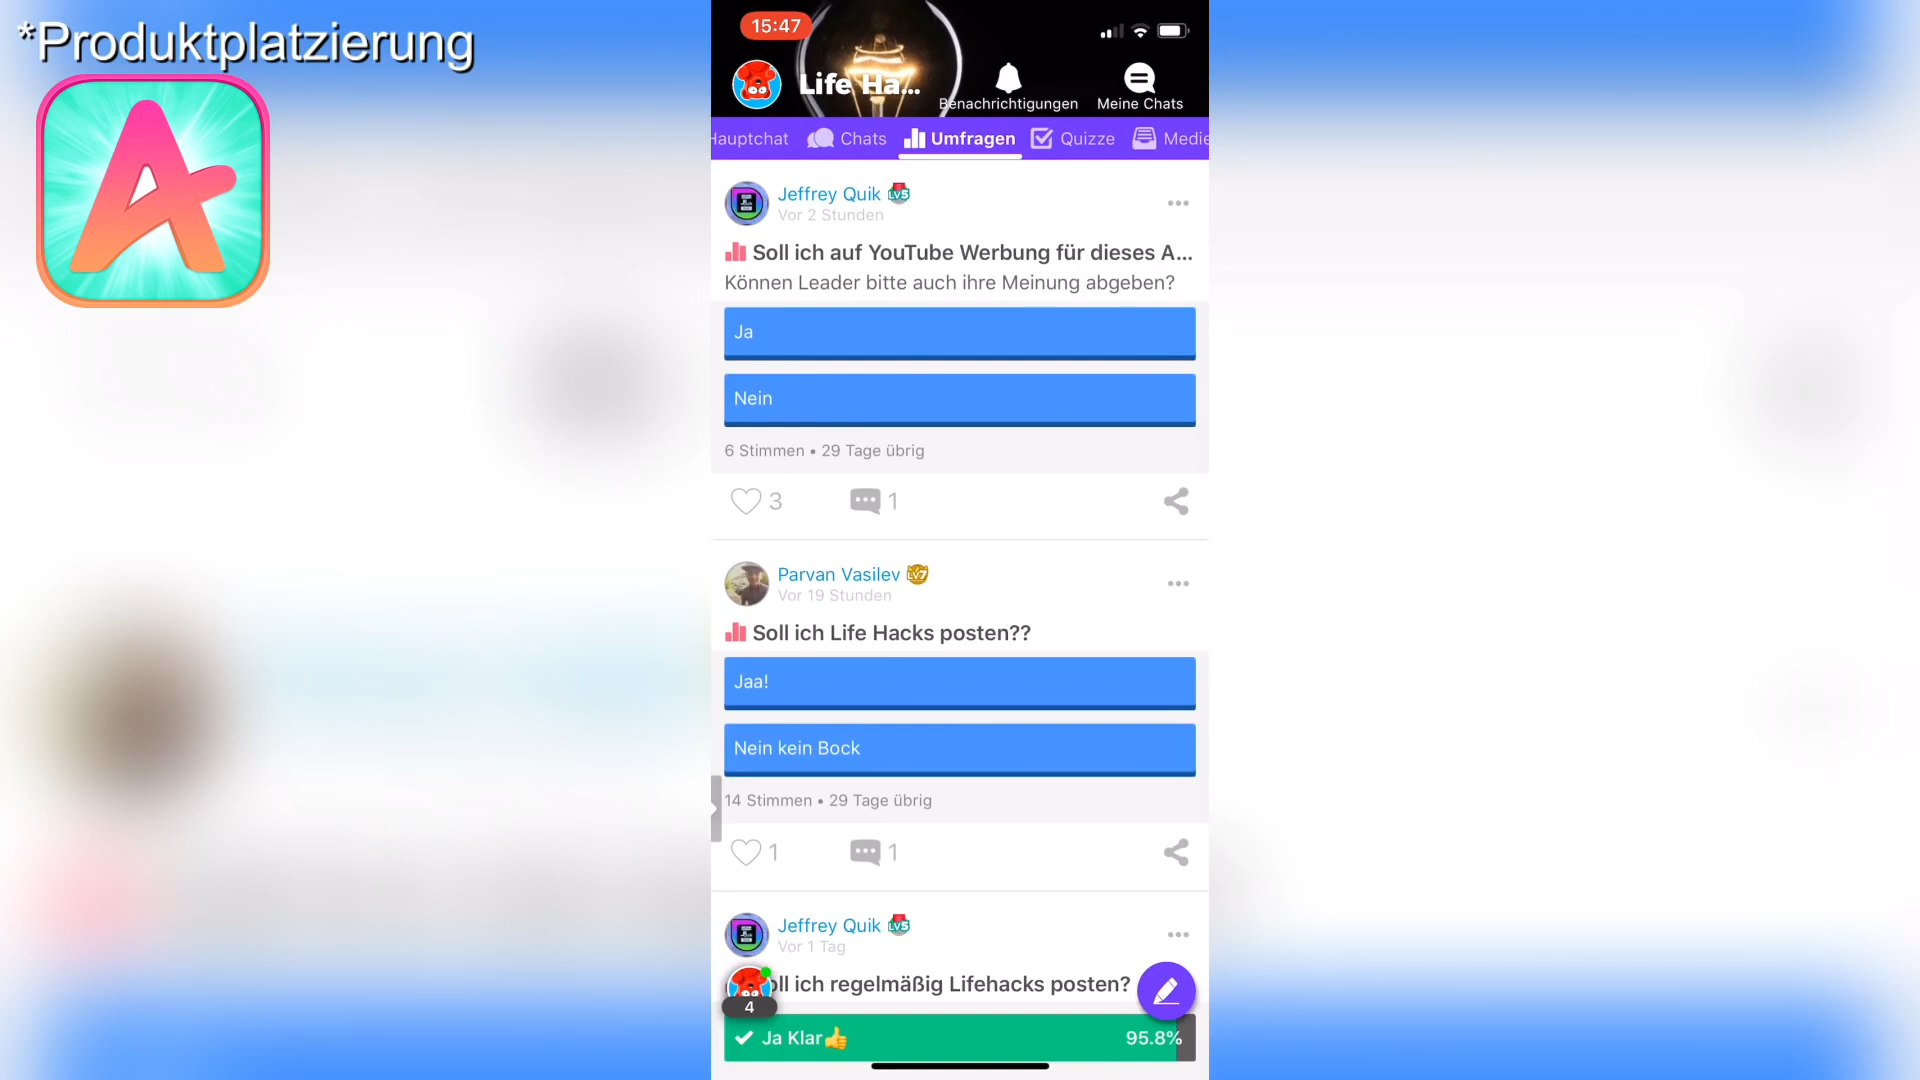 *Produktplatzierung
15:47
Life Ha...
Benachrichtigungen
Meine Chats
Hauptchat
Chats
Umfragen
Quizze
Medie
Jeffrey Quik LV5
Vor 2 Stunden
Soll ich auf YouTube Werbung für dieses A...
Können Leader bitte auch ihre Meinung abgeben?
Ja
Nein
6 Stimmen • 29 Tage übrig
3
1
Parvan Vasilev LV7
Vor 19 Stunden
Soll ich Life Hacks posten??
Jaa!
Nein kein Bock
14 Stimmen • 29 Tage übrig
1
1
Jeffrey Quik LV5
Vor 1 Tag
oll ich regelmäßig Lifehacks posten?
4
Ja Klar👍 95.8%